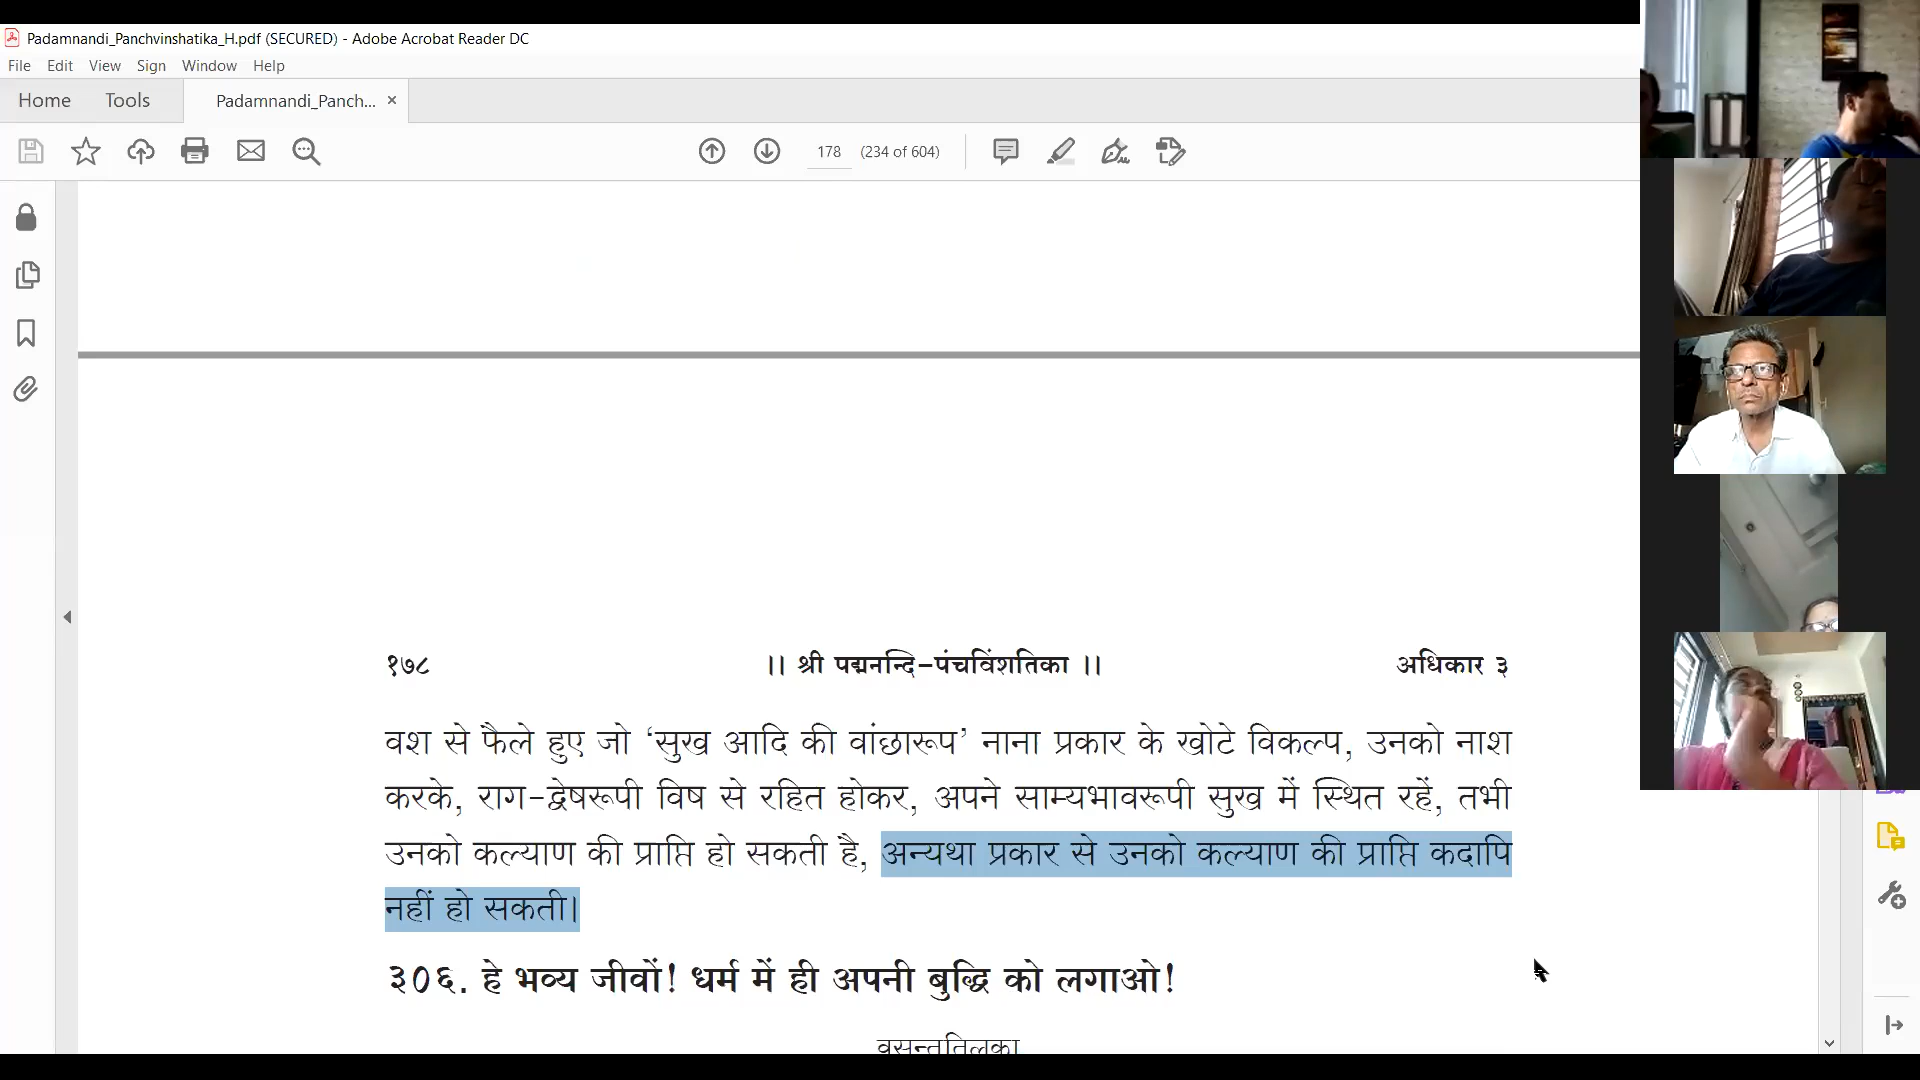 Padamnandi_Panchvinshatika_H.pdf (SECURED) - Adobe Acrobat Reader DC
File Edit View Sign Window Help
Home Tools Padamnandi_Panch... ×
178 (234 of 604)
१७८ ।। श्री पद्मनन्दि-पंचविंशतिका ।। अधिकार ३
वश से फैले हुए जो ‘सुख आदि की वांछारूप’ नाना प्रकार के खोटे विकल्प, उनको नाश
करके, राग-द्वेषरूपी विष से रहित होकर, अपने साम्यभावरूपी सुख में स्थित रहें, तभी
उनको कल्याण की प्राप्ति हो सकती है, अन्यथा प्रकार से उनको कल्याण की प्राप्ति कदापि
नहीं हो सकती।
३०६. हे भव्य जीवों! धर्म में ही अपनी बुद्धि को लगाओ!
वसन्ततिलका